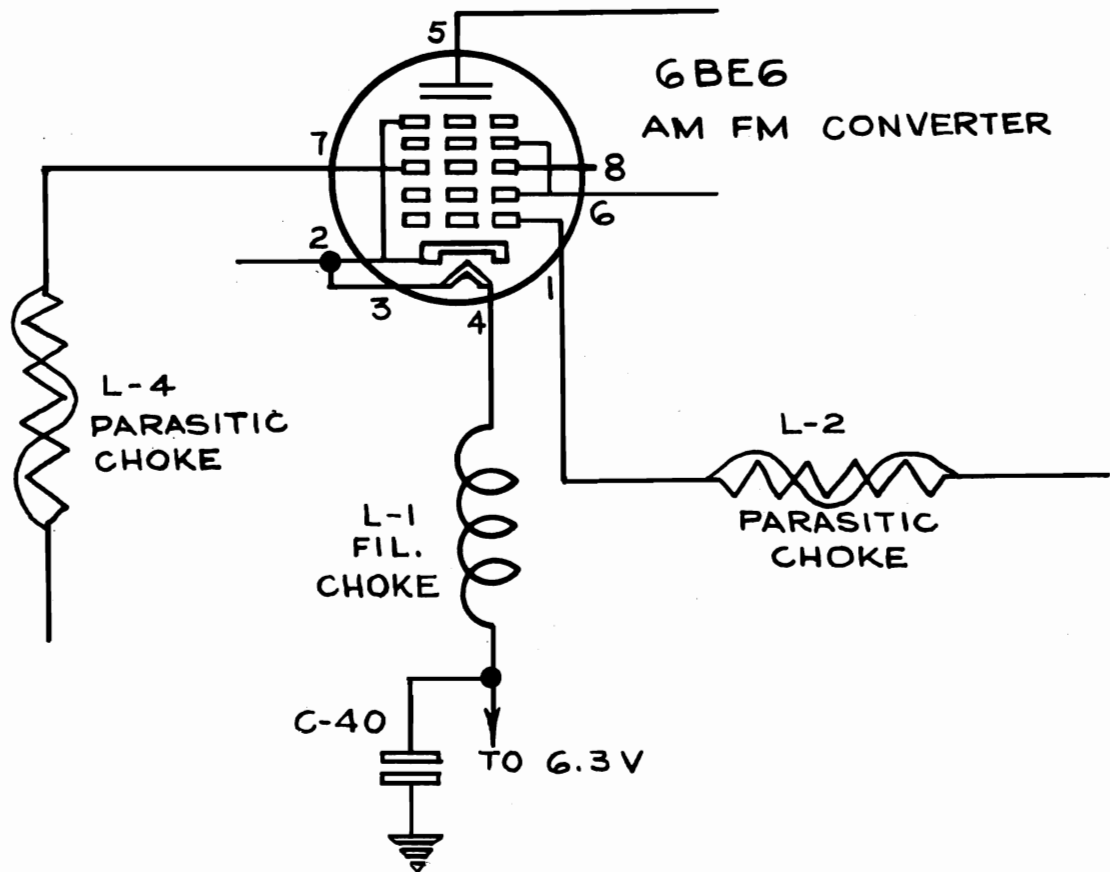 5
6BE6
AM FM CONVERTER
7
8
6
2
3
4
1
L-4
PARASITIC
CHOKE
L-2
PARASITIC
CHOKE
L-1
FIL.
CHOKE
C-40
TO 6.3 V